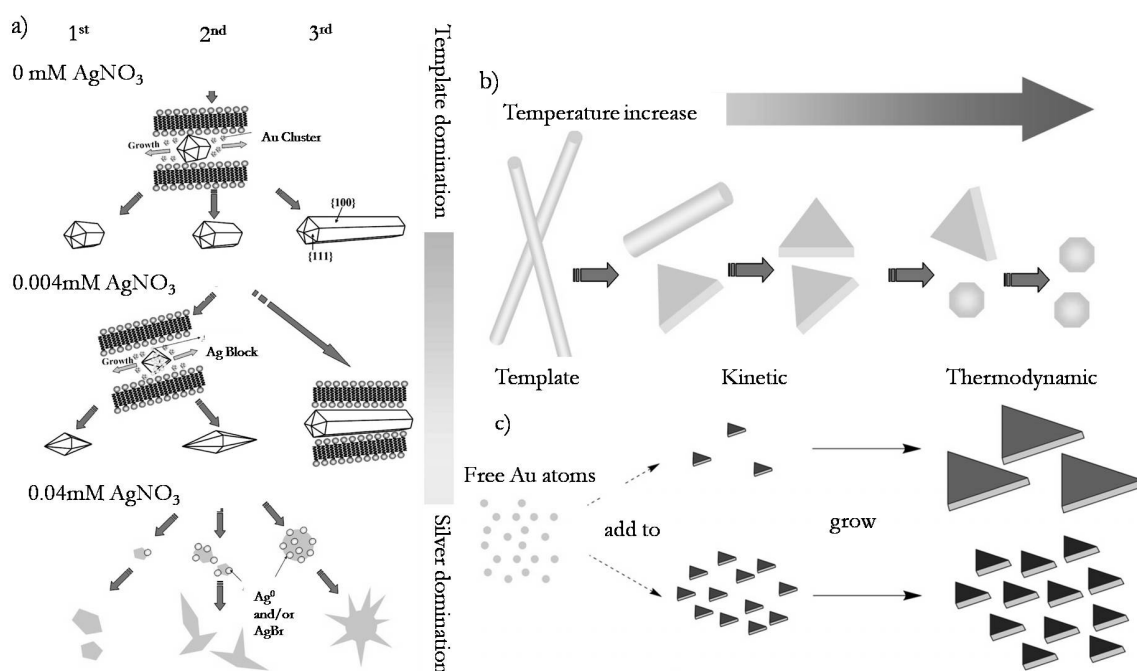 a)
1st
2nd
3rd
0 mM AgNO3
Growth
Au Cluster
{100}
{111}
0.004mM AgNO3
Growth
Ag Block
0.04mM AgNO3
Ag0
and/or
AgBr
Template domination
Silver domination
b)
Temperature increase
Template
Kinetic
Thermodynamic
c)
Free Au atoms
add to
grow